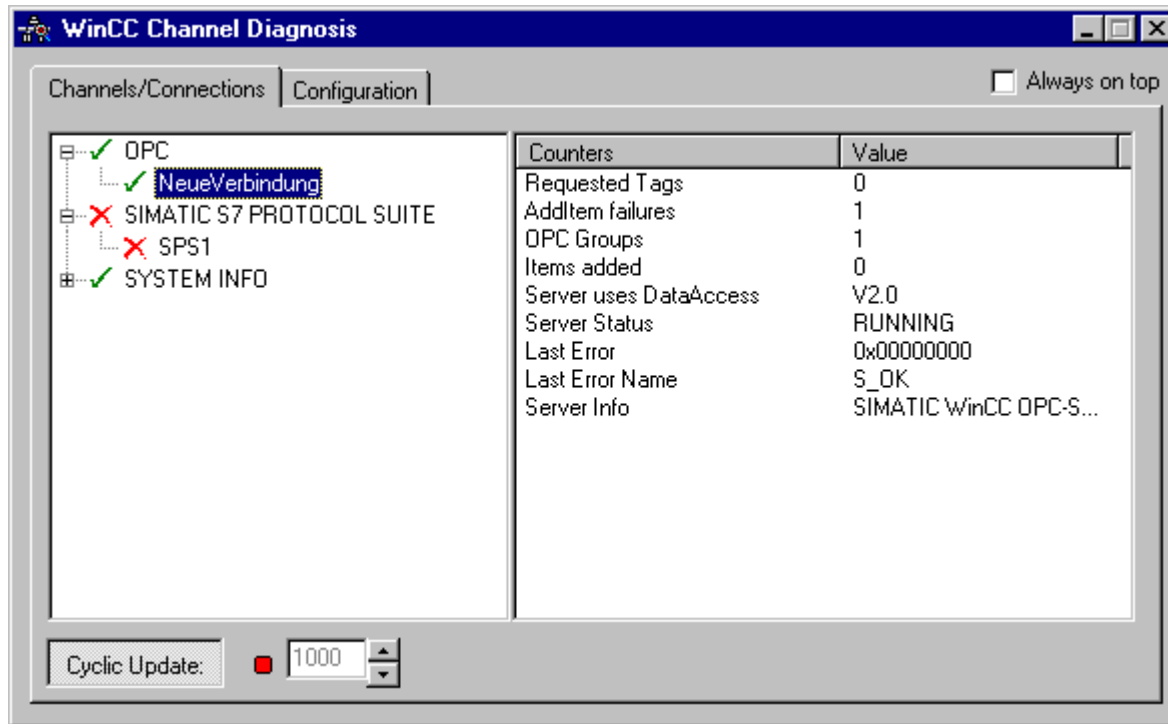 WinCC Channel Diagnosis
Channels/Connections Configuration Always on top
OPC
NeueVerbindung
SIMATIC S7 PROTOCOL SUITE
SPS1
SYSTEM INFO
Counters Value
Requested Tags 0
AddItem failures 1
OPC Groups 1
Items added 0
Server uses DataAccess V2.0
Server Status RUNNING
Last Error 0x00000000
Last Error Name S_OK
Server Info SIMATIC WinCC OPC-S...
Cyclic Update: 1000